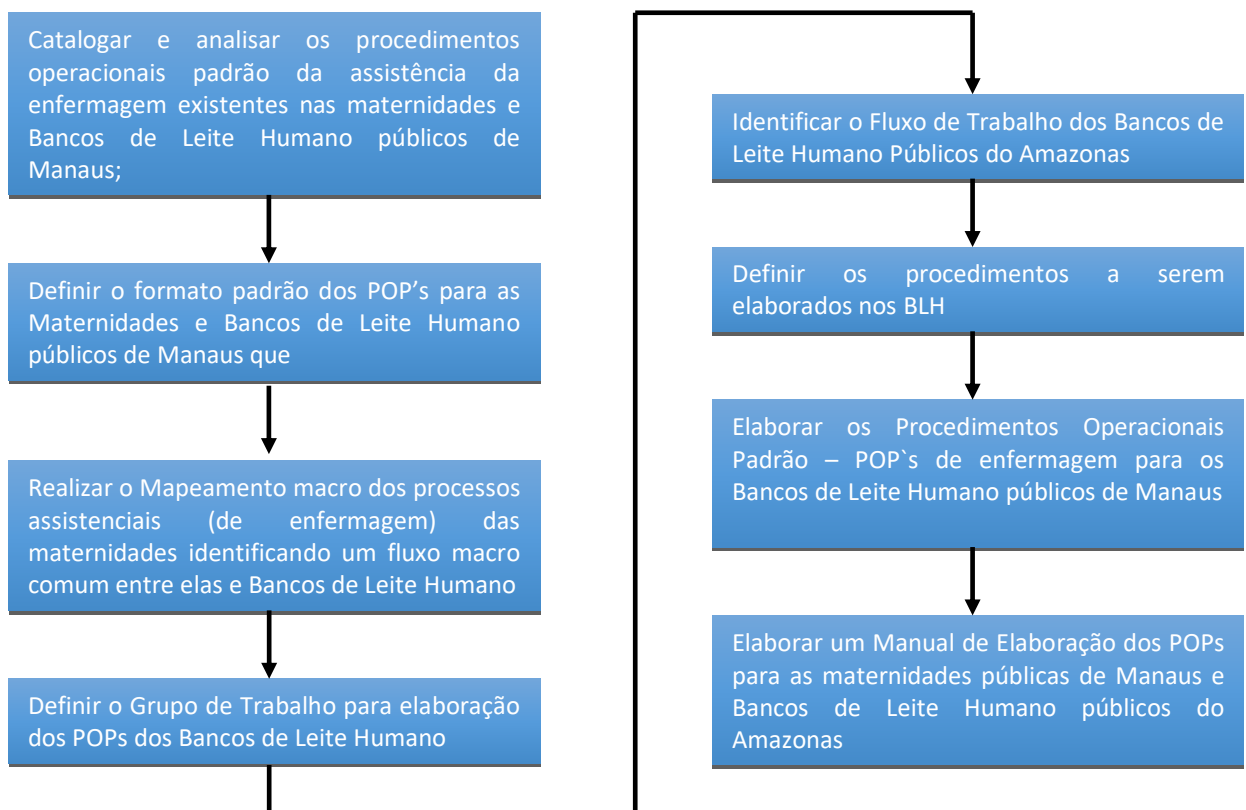 Catalogar e analisar os procedimentos
operacionais padrão da assistência da
enfermagem existentes nas maternidades e
Bancos de Leite Humano públicos de
Manaus;
Definir o formato padrão dos POP’s para as
Maternidades e Bancos de Leite Humano
públicos de Manaus que
Realizar o Mapeamento macro dos processos
assistenciais (de enfermagem) das
maternidades identificando um fluxo macro
comum entre elas e Bancos de Leite Humano
Definir o Grupo de Trabalho para elaboração
dos POPs dos Bancos de Leite Humano
Identificar o Fluxo de Trabalho dos Bancos de
Leite Humano Públicos do Amazonas
Definir os procedimentos a serem
elaborados nos BLH
Elaborar os Procedimentos Operacionais
Padrão – POP`s de enfermagem para os
Bancos de Leite Humano públicos de Manaus
Elaborar um Manual de Elaboração dos POPs
para as maternidades públicas de Manaus e
Bancos de Leite Humano públicos do
Amazonas